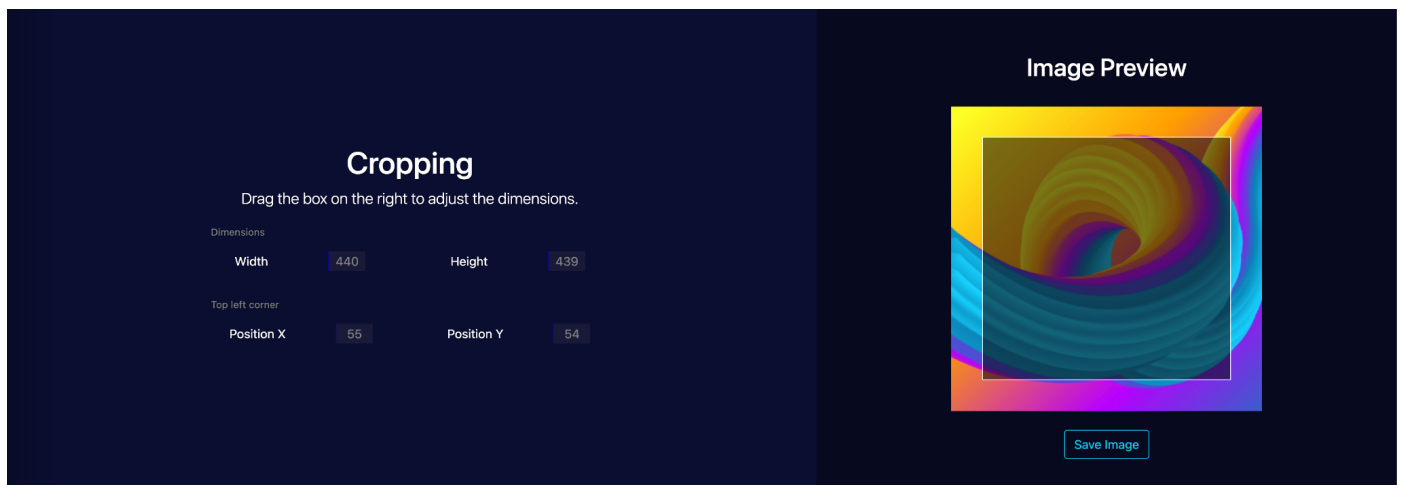 Cropping
Drag the box on the right to adjust the dimensions.
Dimensions
Width 440 Height 439
Top left corner
Position X 55 Position Y 54
Image Preview
Save Image